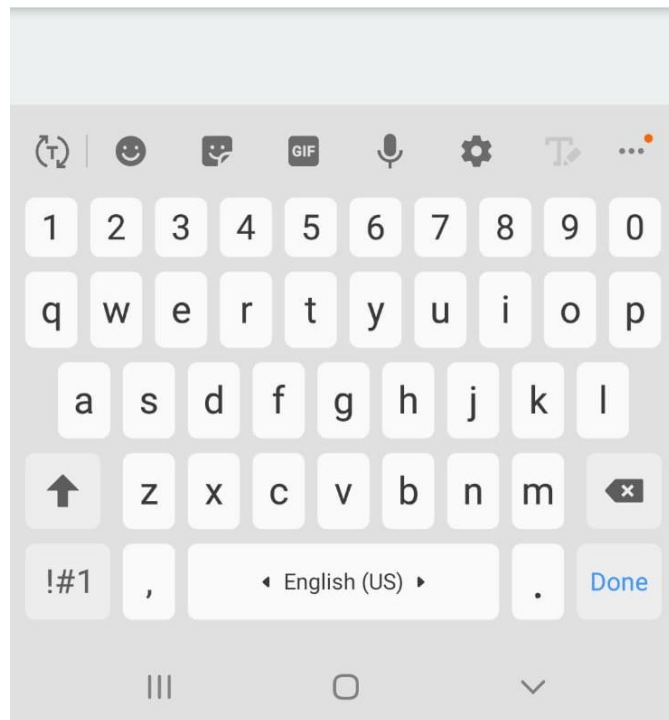 T GIF T
1 2 3 4 5 6 7 8 9 0
q w e r t y u i o p
a s d f g h j k l
z x c v b n m
!#1 , English (US) . Done